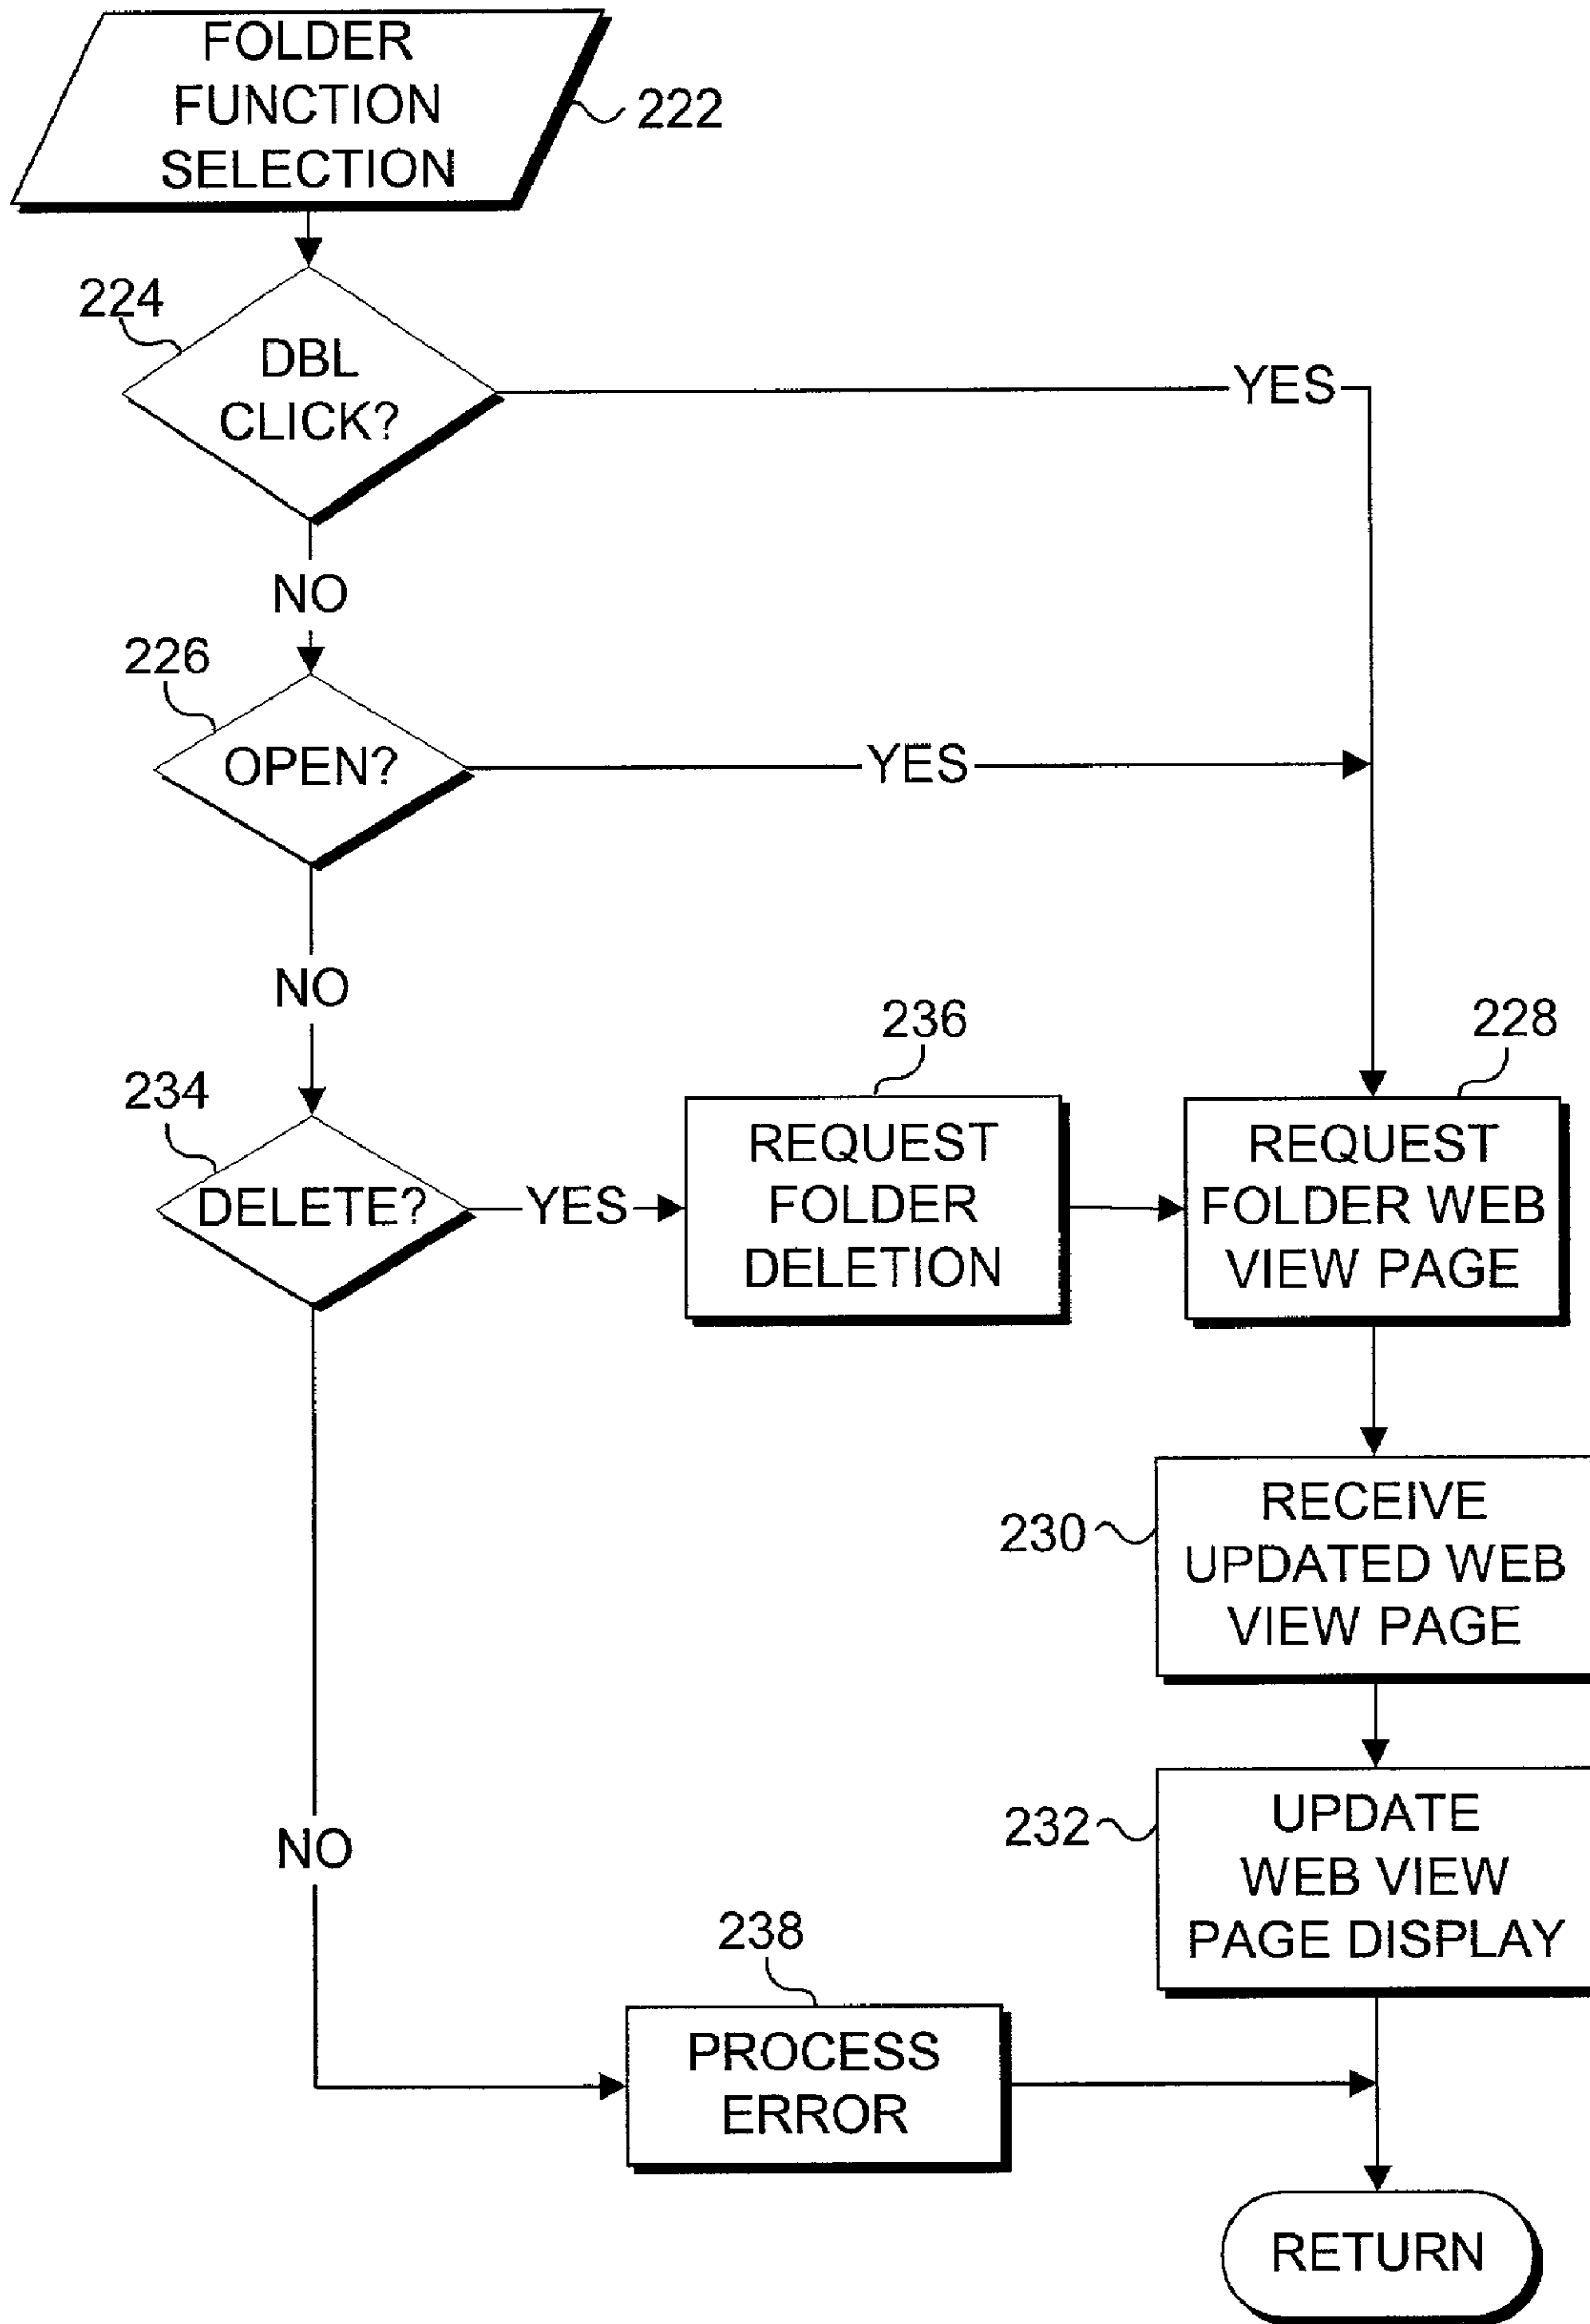 FOLDER
FUNCTION
SELECTION
222
224
DBL
CLICK?
YES
NO
226
OPEN?
YES
NO
234
DELETE?
YES
236
REQUEST
FOLDER
DELETION
228
REQUEST
FOLDER WEB
VIEW PAGE
230
RECEIVE
UPDATED WEB
VIEW PAGE
232
UPDATE
WEB VIEW
PAGE DISPLAY
NO
238
PROCESS
ERROR
RETURN